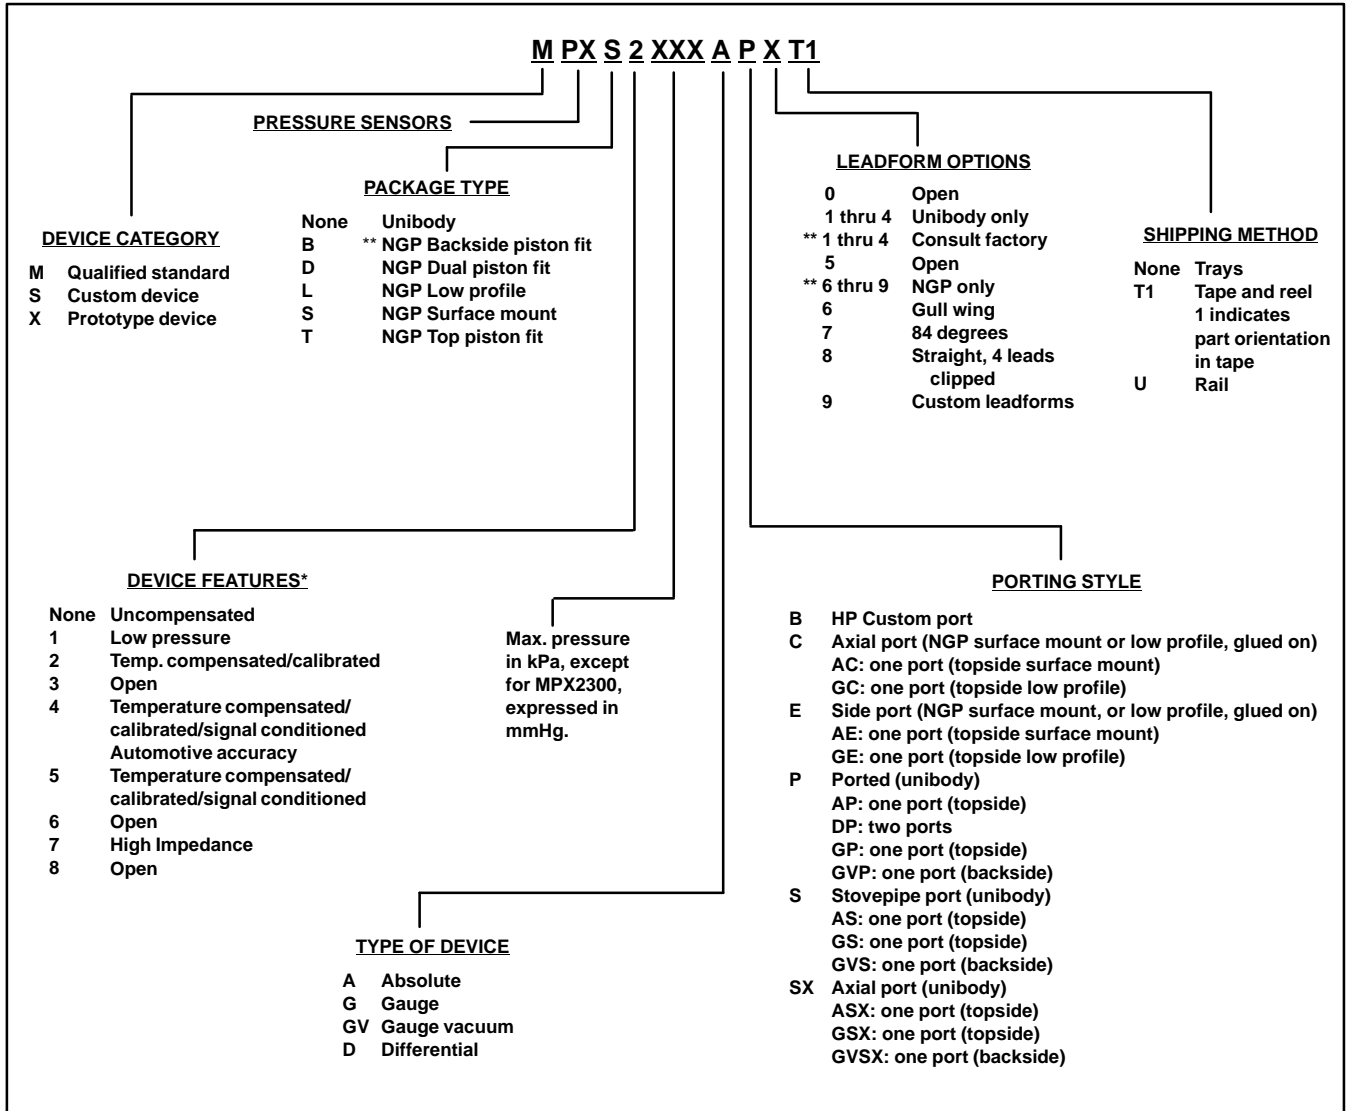 M PX S 2 XXX A P X T1
PRESSURE SENSORS
DEVICE CATEGORY
M Qualified standard
S Custom device
X Prototype device
PACKAGE TYPE
None Unibody
B ** NGP Backside piston fit
D NGP Dual piston fit
L NGP Low profile
S NGP Surface mount
T NGP Top piston fit
LEADFORM OPTIONS
0 Open
1 thru 4 Unibody only
** 1 thru 4 Consult factory
5 Open
** 6 thru 9 NGP only
6 Gull wing
7 84 degrees
8 Straight, 4 leads
clipped
9 Custom leadforms
SHIPPING METHOD
None Trays
T1 Tape and reel
1 indicates
part orientation
in tape
U Rail
DEVICE FEATURES*
None Uncompensated
1 Low pressure
2 Temp. compensated/calibrated
3 Open
4 Temperature compensated/
calibrated/signal conditioned
Automotive accuracy
5 Temperature compensated/
calibrated/signal conditioned
6 Open
7 High Impedance
8 Open
Max. pressure
in kPa, except
for MPX2300,
expressed in
mmHg.
TYPE OF DEVICE
A Absolute
G Gauge
GV Gauge vacuum
D Differential
PORTING STYLE
B HP Custom port
C Axial port (NGP surface mount or low profile, glued on)
AC: one port (topside surface mount)
GC: one port (topside low profile)
E Side port (NGP surface mount, or low profile, glued on)
AE: one port (topside surface mount)
GE: one port (topside low profile)
P Ported (unibody)
AP: one port (topside)
DP: two ports
GP: one port (topside)
GVP: one port (backside)
S Stovepipe port (unibody)
AS: one port (topside)
GS: one port (topside)
GVS: one port (backside)
SX Axial port (unibody)
ASX: one port (topside)
GSX: one port (topside)
GVSX: one port (backside)